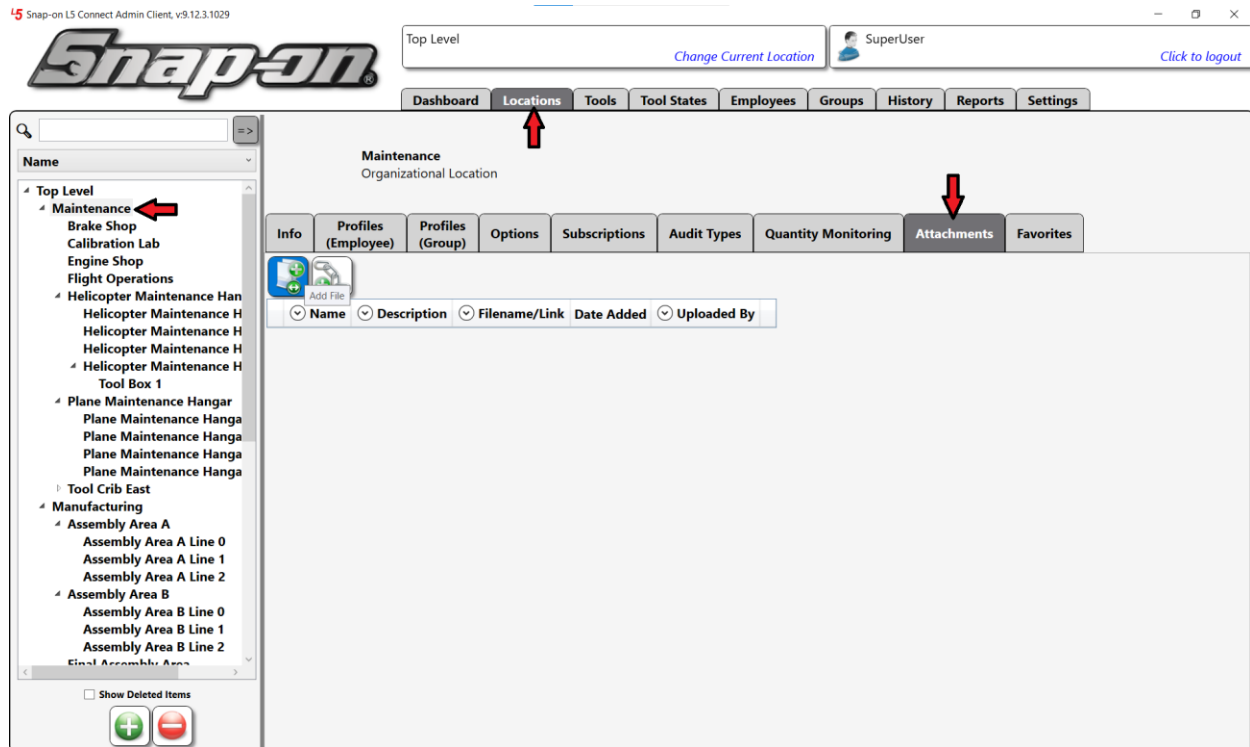 L5 Snap-on L5 Connect Admin Client, v:9.12.3.1029
Snap-on
Top Level
Change Current Location
SuperUser
Click to logout
Dashboard Locations Tools Tool States Employees Groups History Reports Settings
=>
Name
Top Level
Maintenance
Brake Shop
Calibration Lab
Engine Shop
Flight Operations
Helicopter Maintenance Han
Helicopter Maintenance H
Helicopter Maintenance H
Helicopter Maintenance H
Helicopter Maintenance H
Tool Box 1
Plane Maintenance Hangar
Plane Maintenance Hanga
Plane Maintenance Hanga
Plane Maintenance Hanga
Plane Maintenance Hanga
Tool Crib East
Manufacturing
Assembly Area A
Assembly Area A Line 0
Assembly Area A Line 1
Assembly Area A Line 2
Assembly Area B
Assembly Area B Line 0
Assembly Area B Line 1
Assembly Area B Line 2
Final Assembly Area
Show Deleted Items
Maintenance
Organizational Location
Info Profiles (Employee) Profiles (Group) Options Subscriptions Audit Types Quantity Monitoring Attachments Favorites
Add File
Name Description Filename/Link Date Added Uploaded By